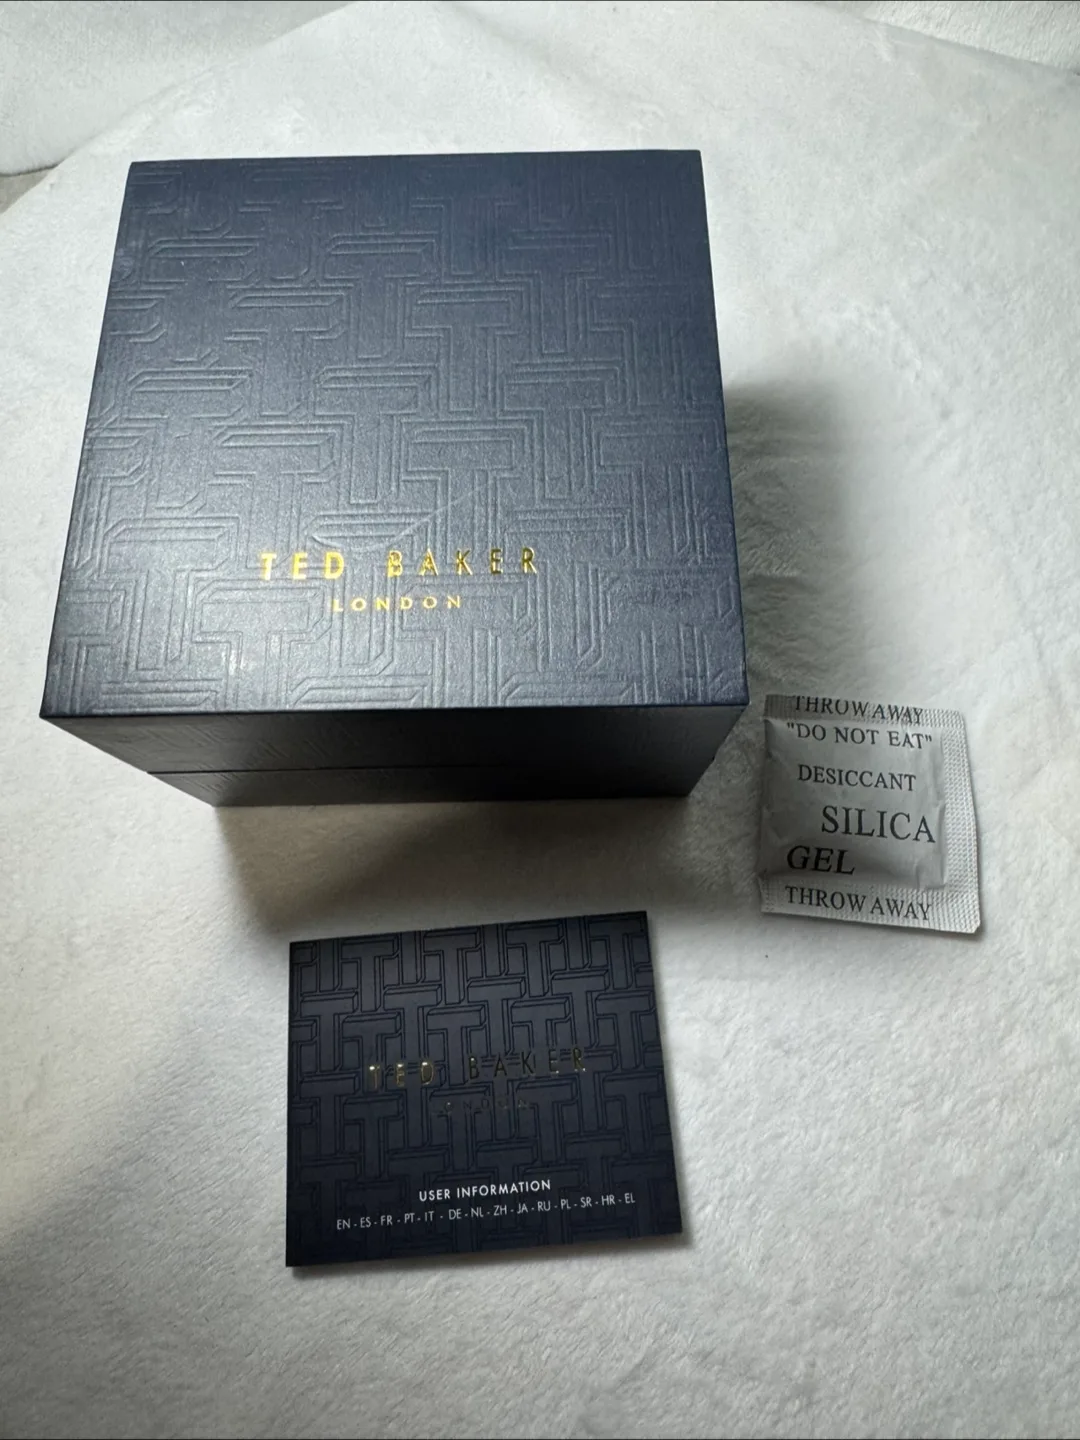 TED BAKER
LONDON
THROW AWAY
"DO NOT EAT"
DESICCANT
SILICA
GEL
THROW AWAY
TED BAKER
LONDON
USER INFORMATION
EN - ES - FR - PT - IT - DE - NL - ZH - JA - RU - PL - SR - HR - EL